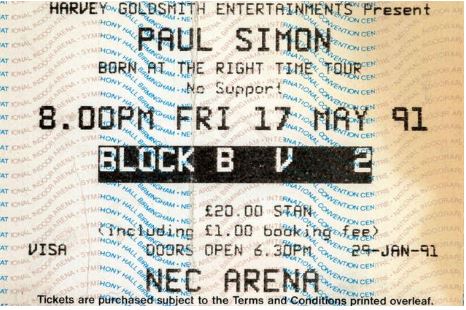 HARVEY GOLDSMITH ENTERTAINMENTS Present
PAUL SIMON
BORN AT THE RIGHT TIME TOUR
No Support
8.00PM FRI 17 MAY 91
BLOCK B V 2
£20.00 STAN
(including £1.00 booking fee)
VISA DOORS OPEN 6.30PM 29-JAN-91
NEC ARENA
Tickets are purchased subject to the Terms and Conditions printed overleaf.